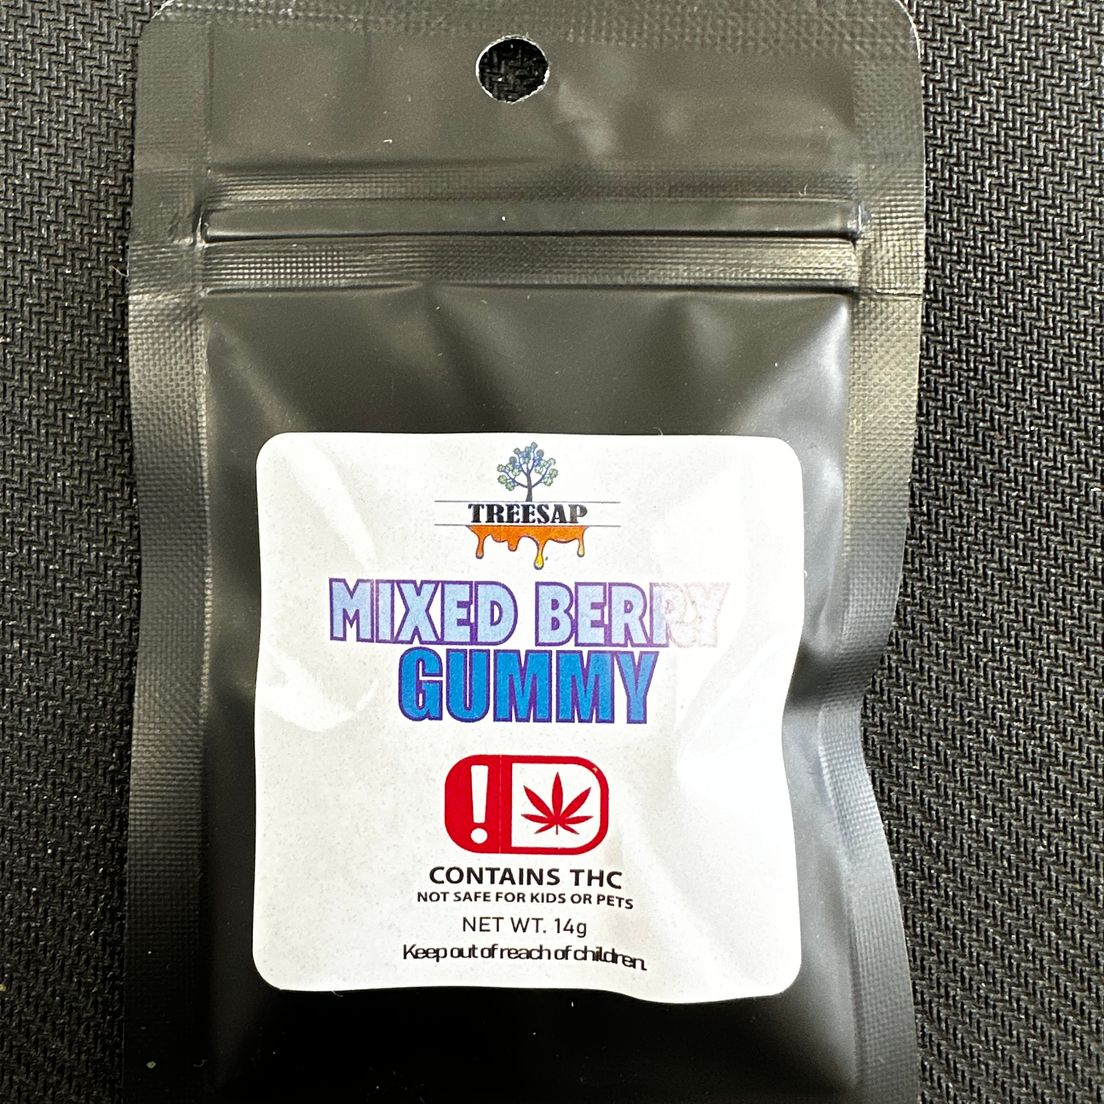 TREESAP
MIXED BERRY
GUMMY
!
CONTAINS THC
NOT SAFE FOR KIDS OR PETS
NET WT. 14g
Keep out of reach of children.